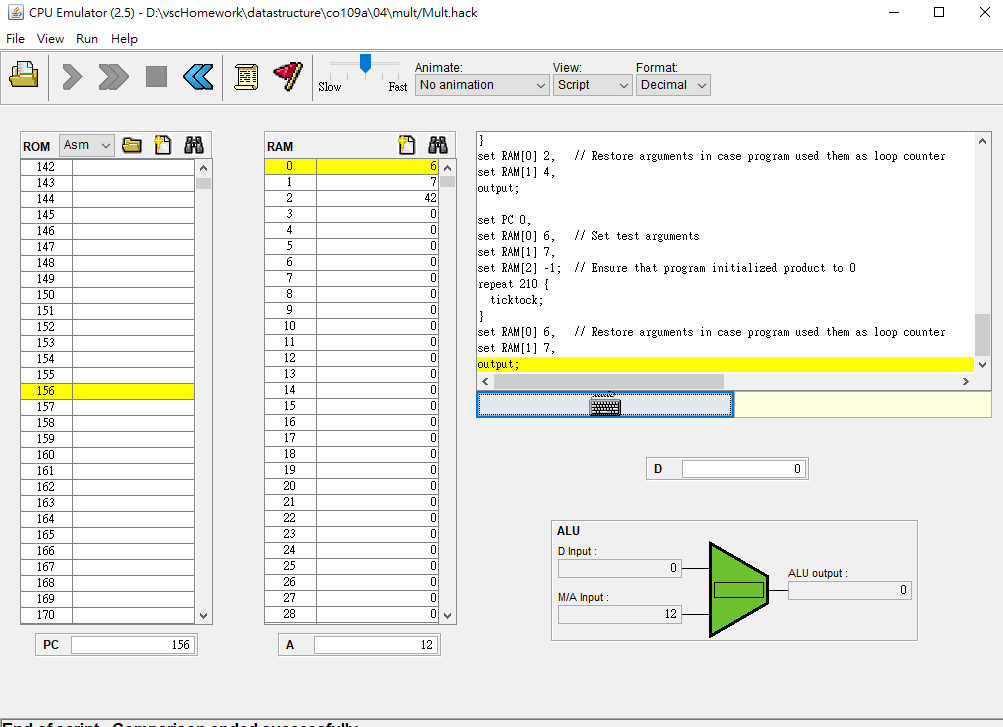 CPU Emulator (2.5) - D:\vscHomework\datastructure\co109a\04\mult/Mult.hack
File View Run Help
Slow Fast
Animate:
No animation
View:
Script
Format:
Decimal
ROM Asm
142
143
144
145
146
147
148
149
150
151
152
153
154
155
156
157
158
159
160
161
162
163
164
165
166
167
168
169
170
PC 156
RAM
0 6
1 7
2 42
3 0
4 0
5 0
6 0
7 0
8 0
9 0
10 0
11 0
12 0
13 0
14 0
15 0
16 0
17 0
18 0
19 0
20 0
21 0
22 0
23 0
24 0
25 0
26 0
27 0
28 0
A 12
}
set RAM[0] 2,   // Restore arguments in case program used them as loop counter
set RAM[1] 4,
output;
set PC 0,
set RAM[0] 6,   // Set test arguments
set RAM[1] 7,
set RAM[2] -1;  // Ensure that program initialized product to 0
repeat 210 {
  ticktock;
}
set RAM[0] 6,   // Restore arguments in case program used them as loop counter
set RAM[1] 7,
output;
D 0
ALU
D Input :
0
M/A Input :
12
ALU output :
0
End of script - Comparison ended successfully